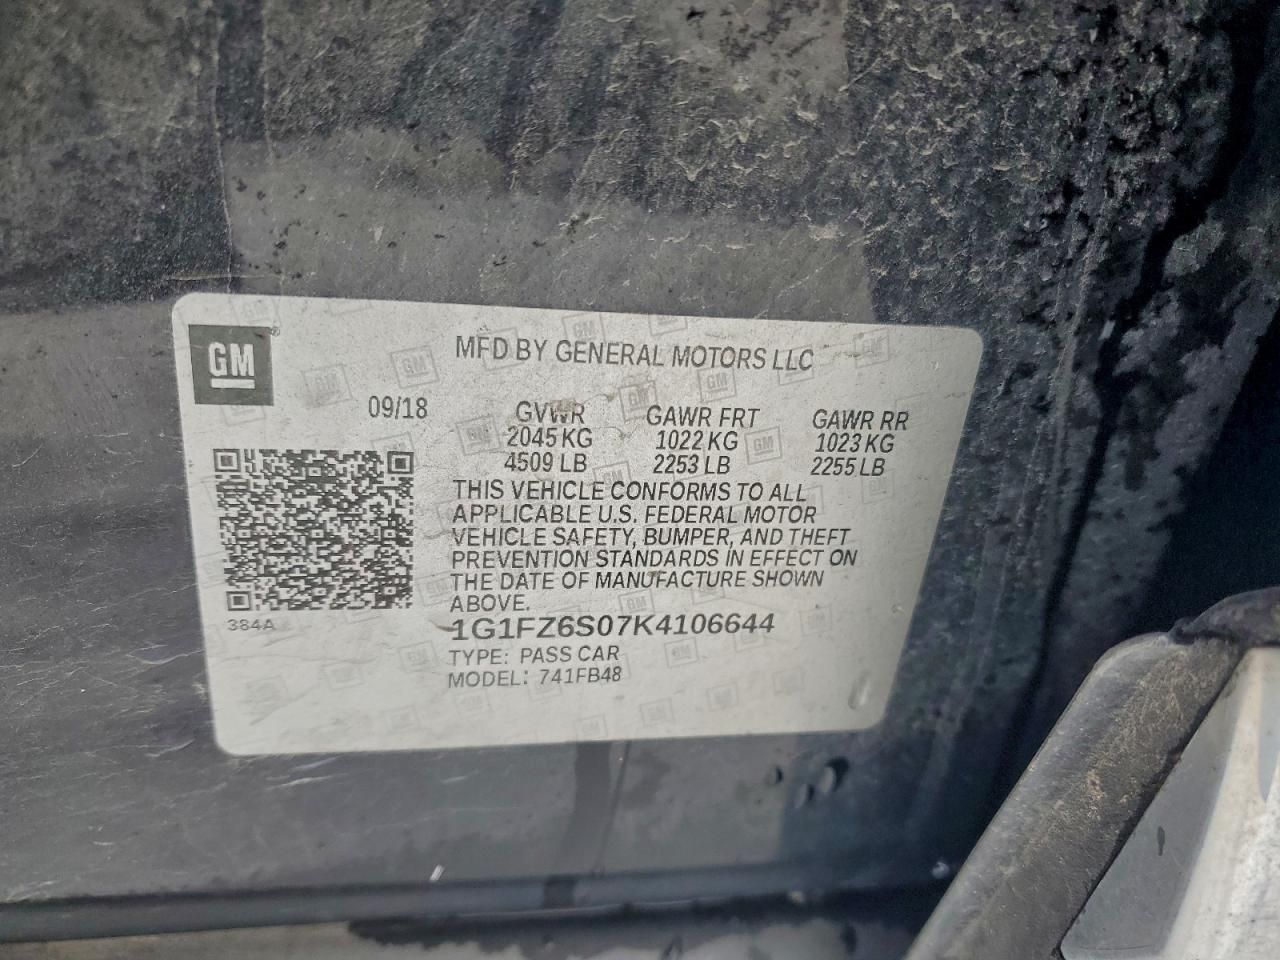 GM
MFD BY GENERAL MOTORS LLC
09/18
GVWR GAWR FRT GAWR RR
2045 KG 1022 KG 1023 KG
4509 LB 2253 LB 2255 LB
THIS VEHICLE CONFORMS TO ALL
APPLICABLE U.S. FEDERAL MOTOR
VEHICLE SAFETY, BUMPER, AND THEFT
PREVENTION STANDARDS IN EFFECT ON
THE DATE OF MANUFACTURE SHOWN
ABOVE.
384A
1G1FZ6S07K4106644
TYPE: PASS CAR
MODEL: 741FB48